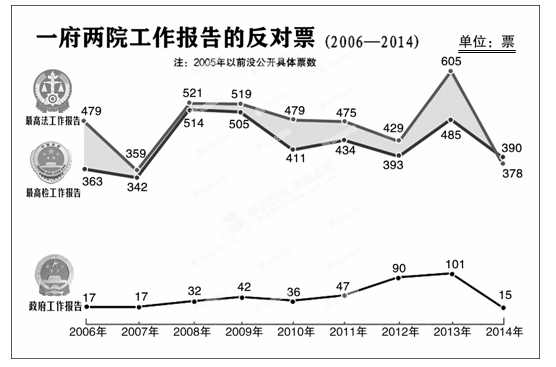 一府两院工作报告的反对票(2006—2014)
单位：票
注：2005年以前没公开具体票数
605
521 519
479 479 475
最高法工作报告
429
359
514 505
485
390
363 342 411 434 393 378
最高检工作报告
90 101
17 17 32 42 36 47 15
政府工作报告
2006年 2007年 2008年 2009年 2010年 2011年 2012年 2013年 2014年